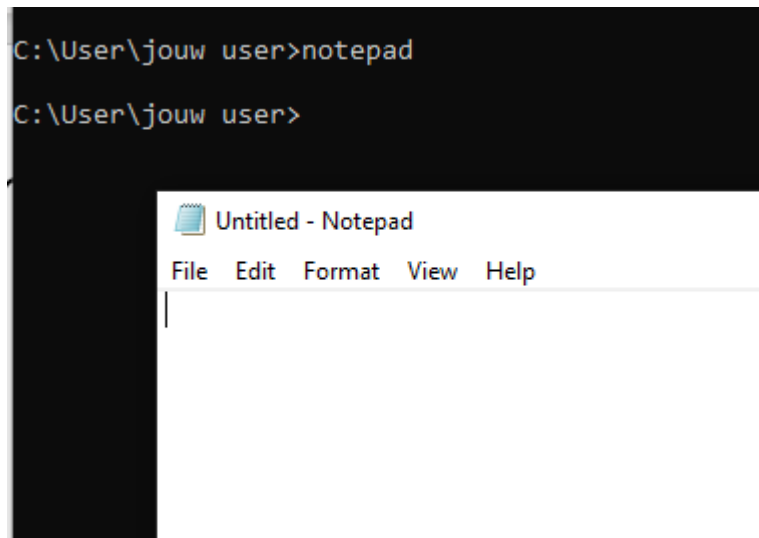 C:\User\jouw user>notepad
C:\User\jouw user>
Untitled - Notepad
File Edit Format View Help